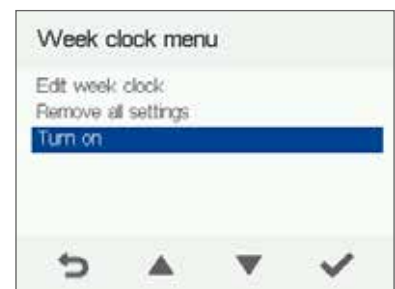 Week clock menu
Edit week clock
Remove all settings
Turn on